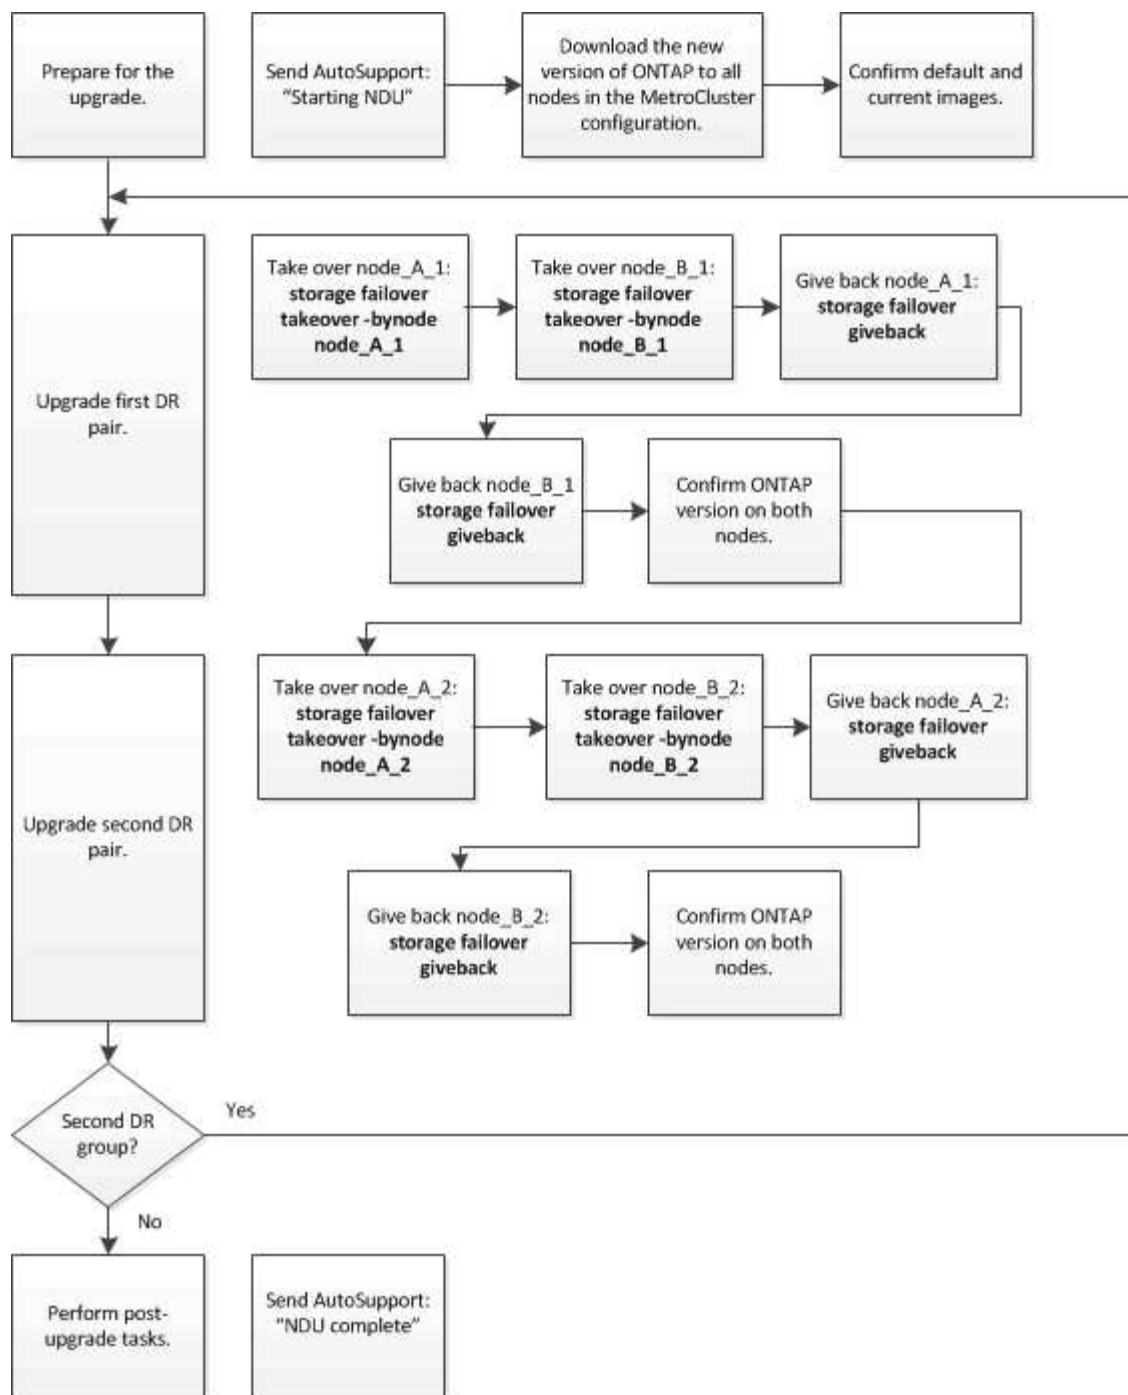 Prepare for the
upgrade.
Send AutoSupport:
“Starting NDU”
Download the new
version of ONTAP to all
nodes in the MetroCluster
configuration.
Confirm default and
current images.
Upgrade first DR
pair.
Take over node_A_1:
storage failover
takeover -bynode
node_A_1
Take over node_B_1:
storage failover
takeover -bynode
node_B_1
Give back node_A_1:
storage failover
giveback
Give back node_B_1
storage failover
giveback
Confirm ONTAP
version on both
nodes.
Upgrade second DR
pair.
Take over node_A_2:
storage failover
takeover -bynode
node_A_2
Take over node_B_2:
storage failover
takeover -bynode
node_B_2
Give back node_A_2:
storage failover
giveback
Give back node_B_2:
storage failover
giveback
Confirm ONTAP
version on both
nodes.
Second DR
group?
Yes
No
Perform post-
upgrade tasks.
Send AutoSupport:
“NDU complete”